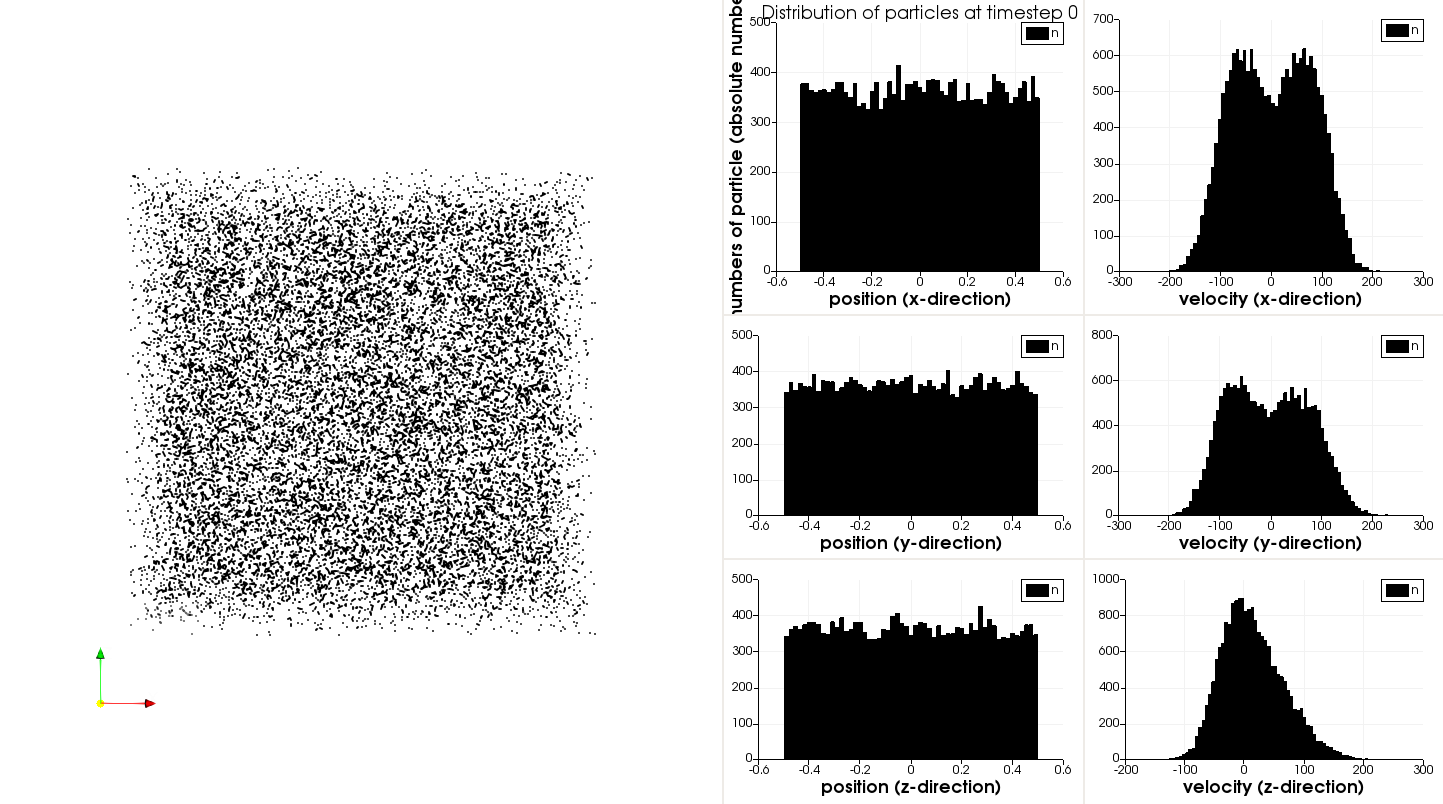 Distribution of particles at timestep 0
numbers of particle (absolute numbe
500
400
300
200
100
0
n
-0.6 -0.4 -0.2 0 0.2 0.4 0.6
position (x-direction)
700
600
500
400
300
200
100
0
n
-300 -200 -100 0 100 200 300
velocity (x-direction)
500
400
300
200
100
0
n
-0.6 -0.4 -0.2 0 0.2 0.4 0.6
position (y-direction)
800
600
400
200
0
n
-300 -200 -100 0 100 200 300
velocity (y-direction)
500
400
300
200
100
0
n
-0.6 -0.4 -0.2 0 0.2 0.4 0.6
position (z-direction)
1000
800
600
400
200
0
n
-200 -100 0 100 200 300
velocity (z-direction)